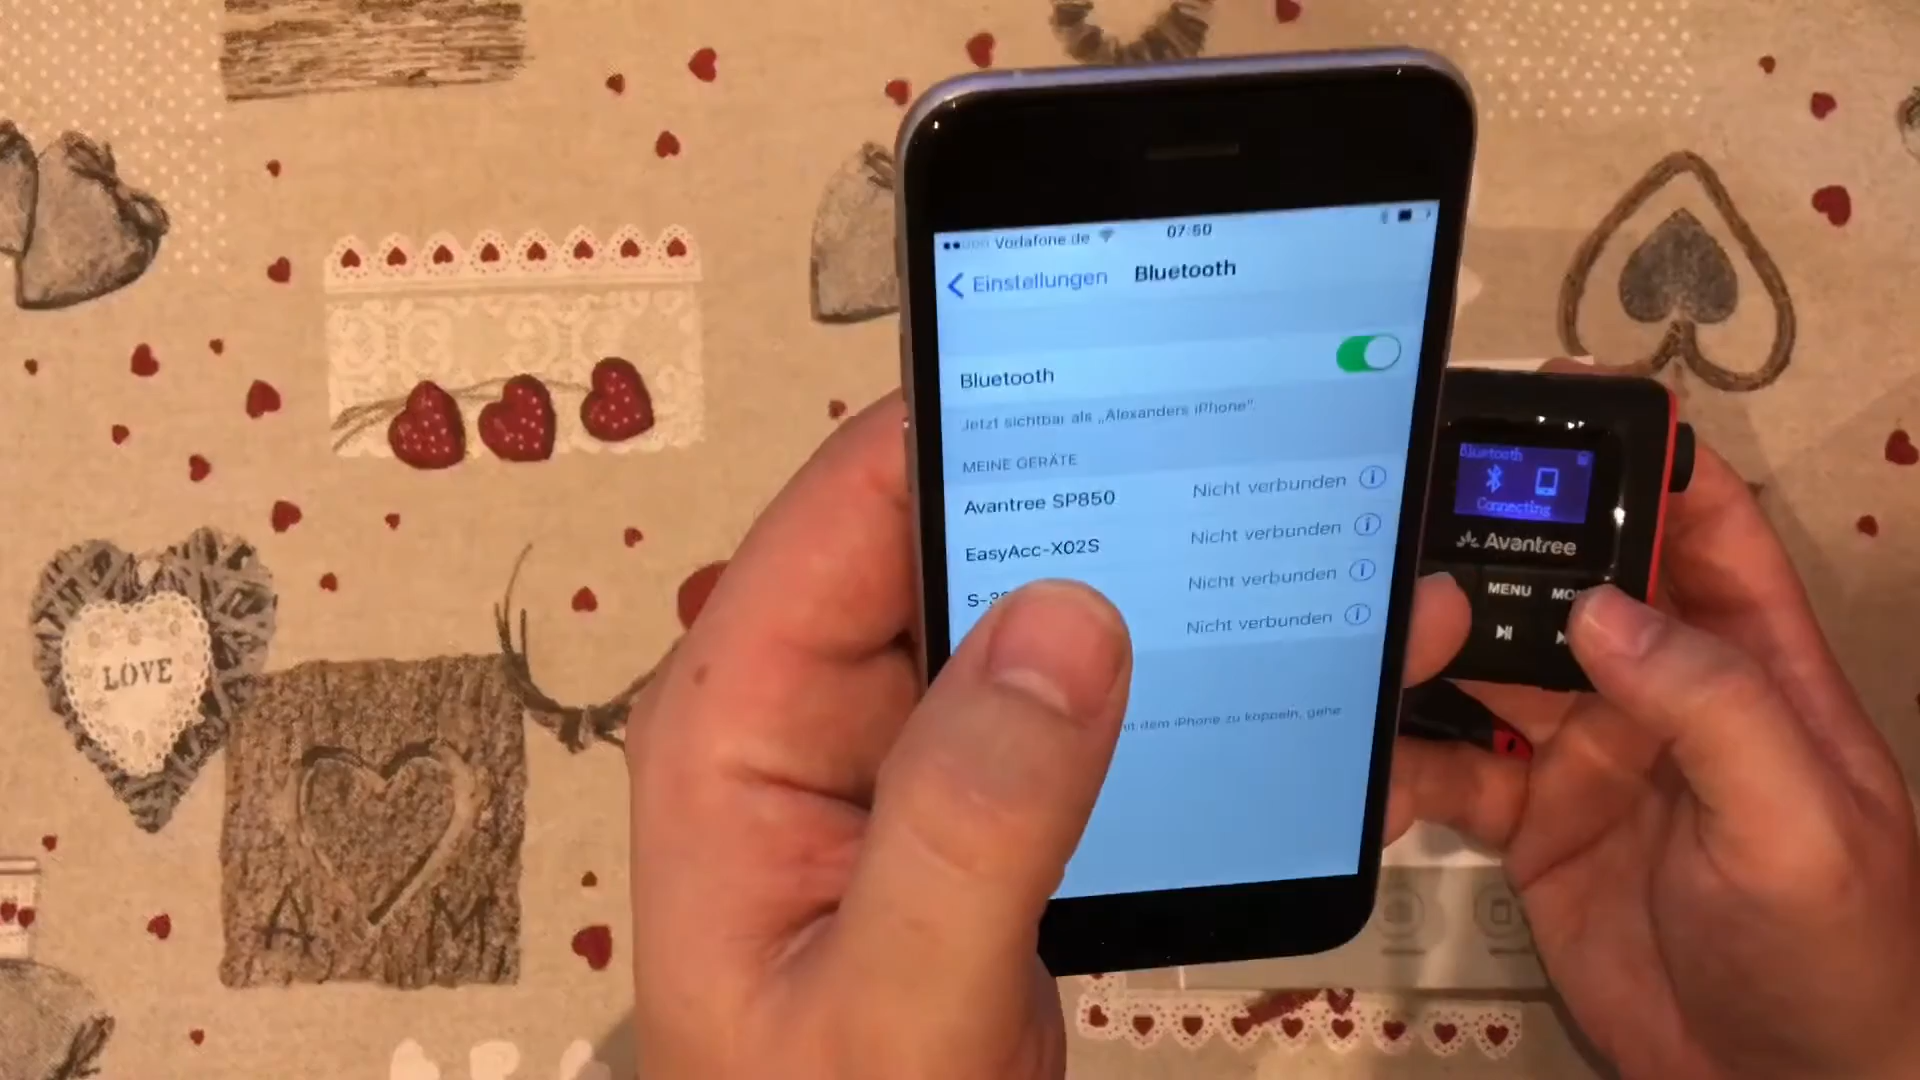 Vodafone.de 07:50
Einstellungen Bluetooth
Bluetooth
Jetzt sichtbar als „Alexanders iPhone“.
MEINE GERÄTE
Avantree SP850 Nicht verbunden
EasyAcc-X02S Nicht verbunden
Nicht verbunden
Nicht verbunden
dem iPhone zu koppeln, gehe
Bluetooth
Connecting
Avantree
MENU
LOVE
A M